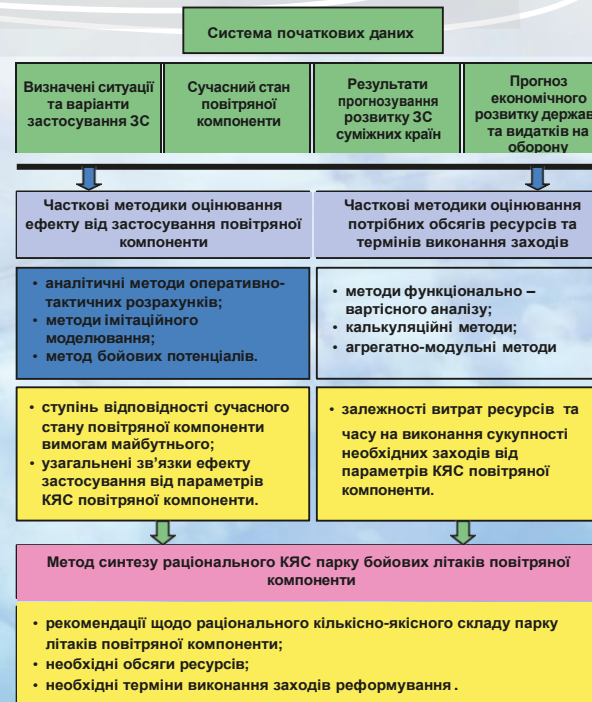 Система початкових даних
Визначені ситуації
та варіанти
застосування ЗС
Сучасний стан
повітряної
компоненти
Результати
прогнозування
розвитку ЗС
суміжних країн
Прогноз
економічного
розвитку держав
та видатків на
оборону
Часткові методики оцінювання
ефекту від застосування повітряної
компоненти
Часткові методики оцінювання
потрібних обсягів ресурсів та
термінів виконання заходів
• аналітичні методи оперативно-
тактичних розрахунків;
• методи імітаційного
моделювання;
• метод бойових потенціалів.
• методи функціонально –
вартісного аналізу;
• калькуляційні методи;
• агрегатно-модульні методи
• ступінь відповідності сучасного
стану повітряної компоненти
вимогам майбутнього;
• узагальнені зв’язки ефекту
застосування від параметрів
КЯС повітряної компоненти.
• залежності витрат ресурсів та
часу на виконання сукупності
необхідних заходів від
параметрів КЯС повітряної
компоненти.
Метод синтезу раціонального КЯС парку бойових літаків повітряної
компоненти
• рекомендації щодо раціонального кількісно-якісного складу парку
літаків повітряної компоненти;
• необхідні обсяги ресурсів;
• необхідні терміни виконання заходів реформування .